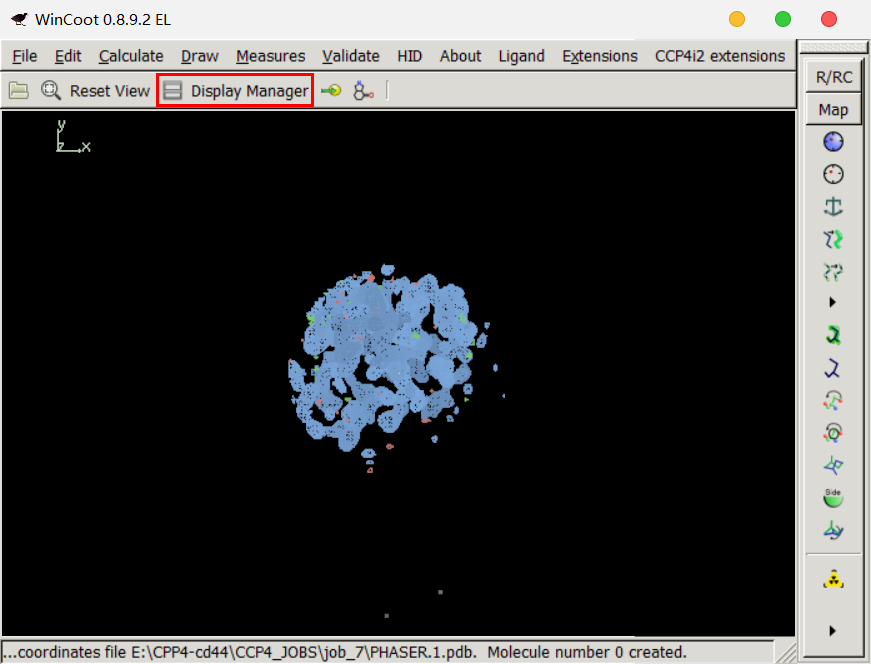 WinCoot 0.8.9.2 EL
File Edit Calculate Draw Measures Validate HID About Ligand Extensions CCP4i2 extensions
Reset View Display Manager
R/RC
Map
y
z x
Side
...coordinates file E:\CPP4-cd44\CCP4_JOBS\job_7\PHASER.1.pdb. Molecule number 0 created.